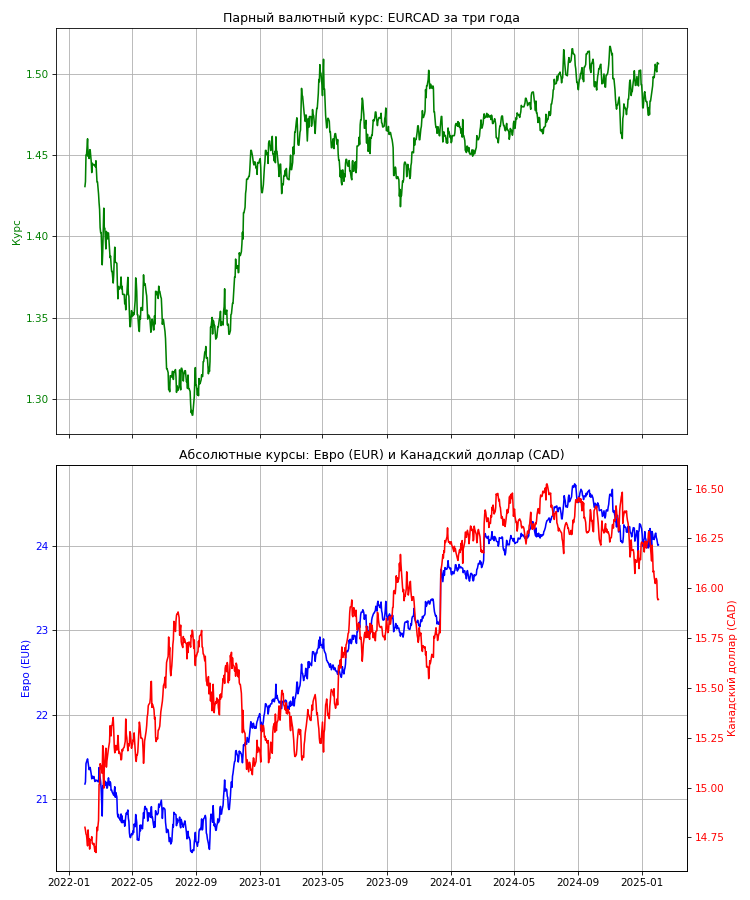 Парный валютный курс: EURCAD за три года
Курс
1.50
1.45
1.40
1.35
1.30
Абсолютные курсы: Евро (EUR) и Канадский доллар (CAD)
Евро (EUR)
24
23
22
21
16.50
16.25
16.00
15.75
15.50
15.25
15.00
14.75
Канадский доллар (CAD)
2022-01 2022-05 2022-09 2023-01 2023-05 2023-09 2024-01 2024-05 2024-09 2025-01